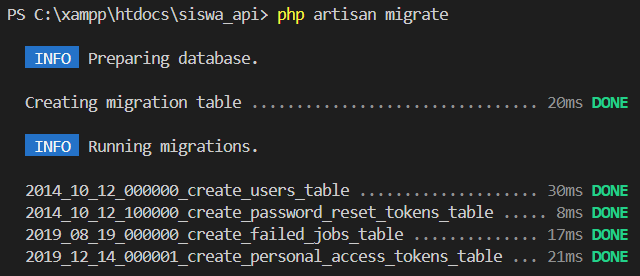 PS C:\xampp\htdocs\siswa_api> php artisan migrate
INFO Preparing database.
Creating migration table .................................. 20ms DONE
INFO Running migrations.
2014_10_12_000000_create_users_table ...................... 30ms DONE
2014_10_12_100000_create_password_reset_tokens_table ..... 8ms DONE
2019_08_19_000000_create_failed_jobs_table ................ 17ms DONE
2019_12_14_000001_create_personal_access_tokens_table ... 21ms DONE